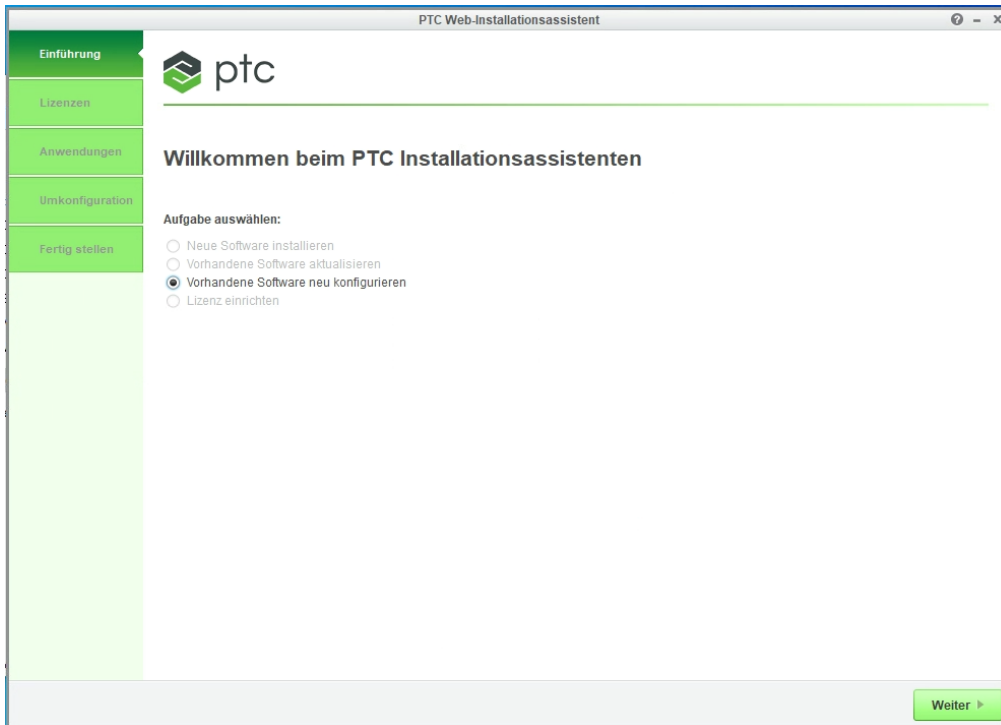 PTC Web-Installationsassistent
Einführung
Lizenzen
Anwendungen
Umkonfiguration
Fertig stellen
ptc
Willkommen beim PTC Installationsassistenten
Aufgabe auswählen:
Neue Software installieren
Vorhandene Software aktualisieren
Vorhandene Software neu konfigurieren
Lizenz einrichten
Weiter